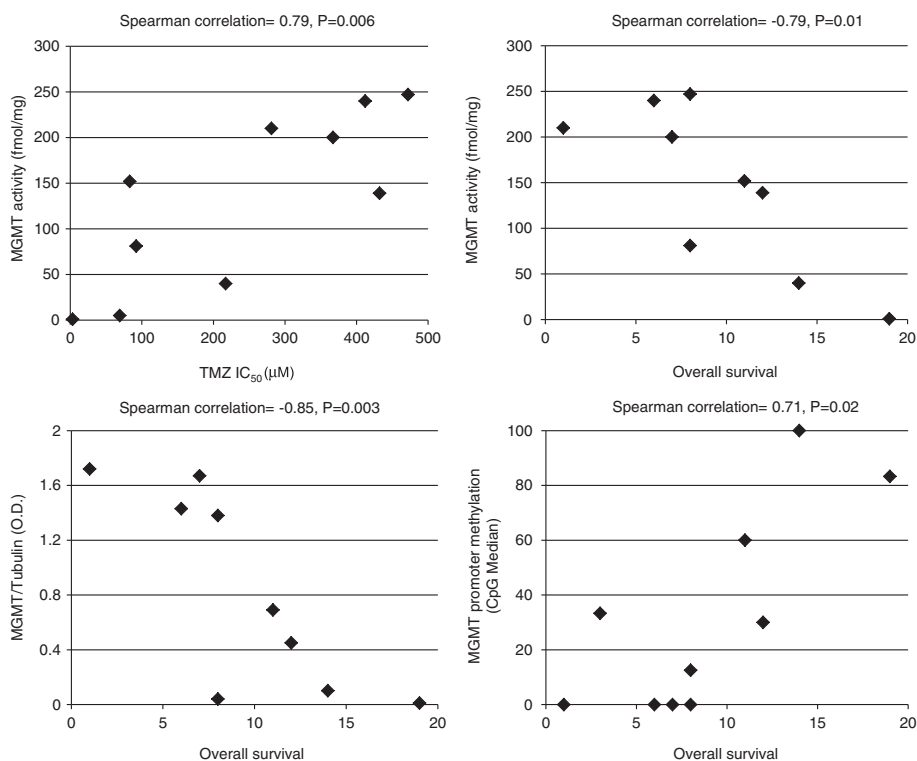 Spearman correlation= 0.79, P=0.006
300
250
200
150
100
50
0
MGMT activity (fmol/mg)
0 100 200 300 400 500
TMZ IC50 (µM)
Spearman correlation= -0.79, P=0.01
300
250
200
150
100
50
0
MGMT activity (fmol/mg)
0 5 10 15 20
Overall survival
Spearman correlation= -0.85, P=0.003
2
1.6
1.2
0.8
0.4
0
MGMT/Tubulin (O.D.)
0 5 10 15 20
Overall survival
Spearman correlation= 0.71, P=0.02
100
80
60
40
20
0
MGMT promoter methylation
(CpG Median)
0 5 10 15 20
Overall survival